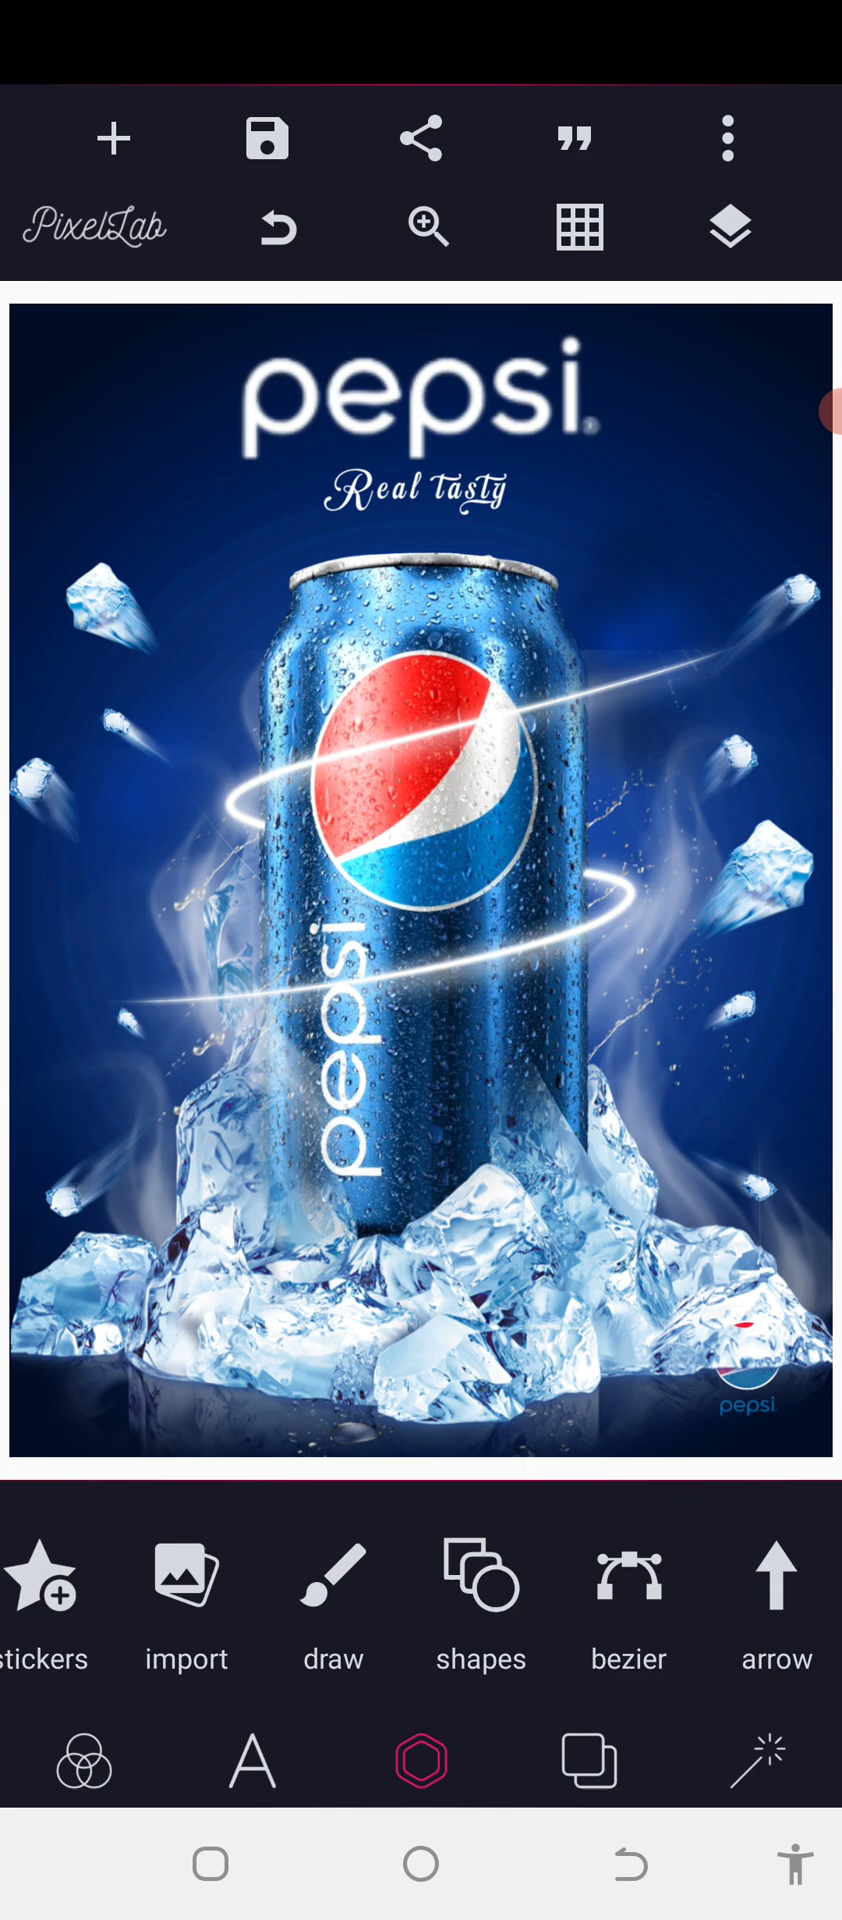 PixelLab
pepsi
Real tasty
pepsi
pepsi
stickers
import
draw
shapes
bezier
arrow